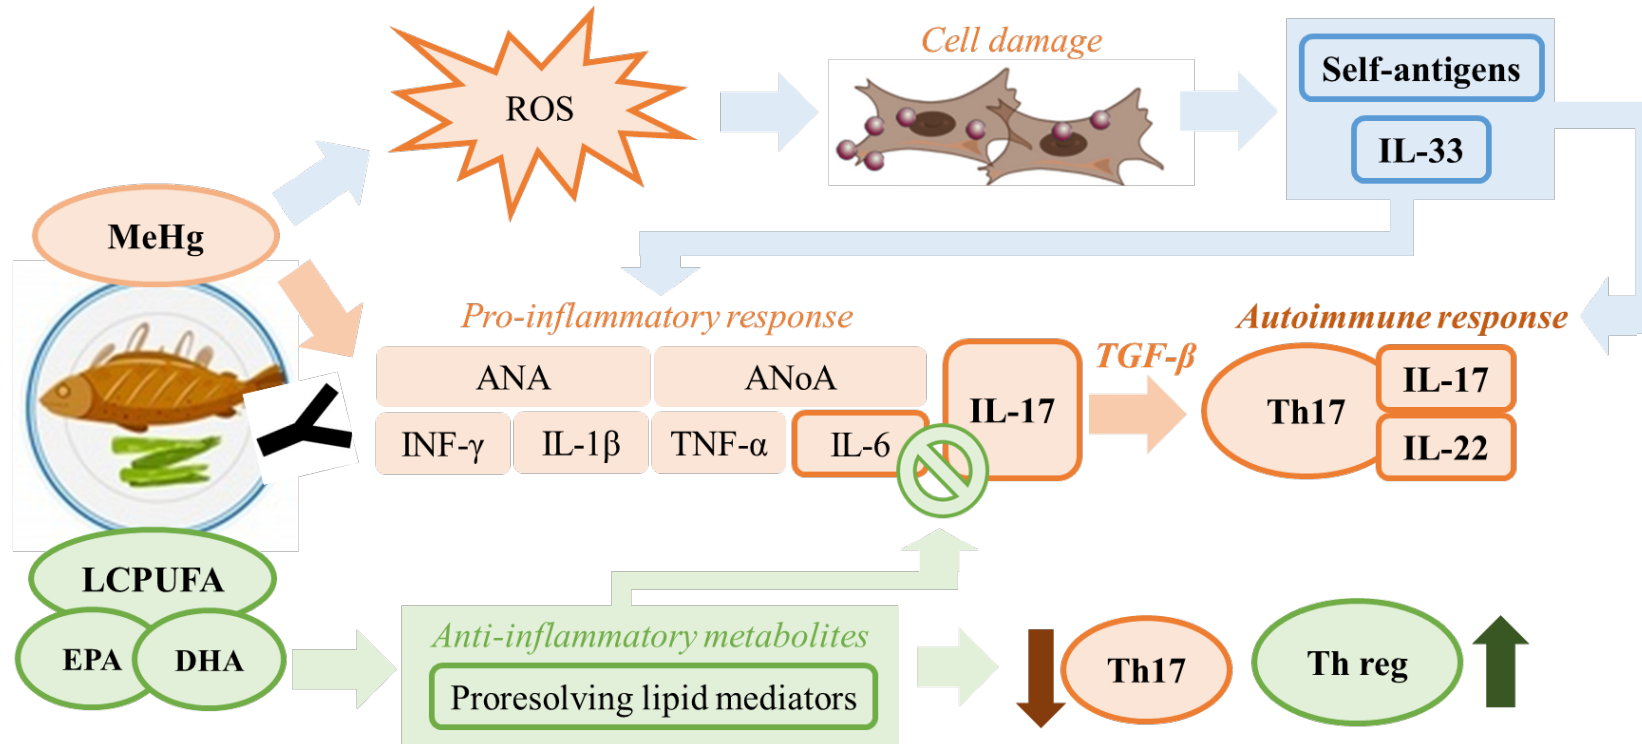 Cell damage
ROS
Self-antigens
IL-33
MeHg
Pro-inflammatory response
Autoimmune response
ANA
ANoA
INF-γ
IL-1β
TNF-α
IL-6
IL-17
TGF-β
Th17
IL-17
IL-22
LCPUFA
EPA
DHA
Anti-inflammatory metabolites
Proresolving lipid mediators
Th17
Th reg